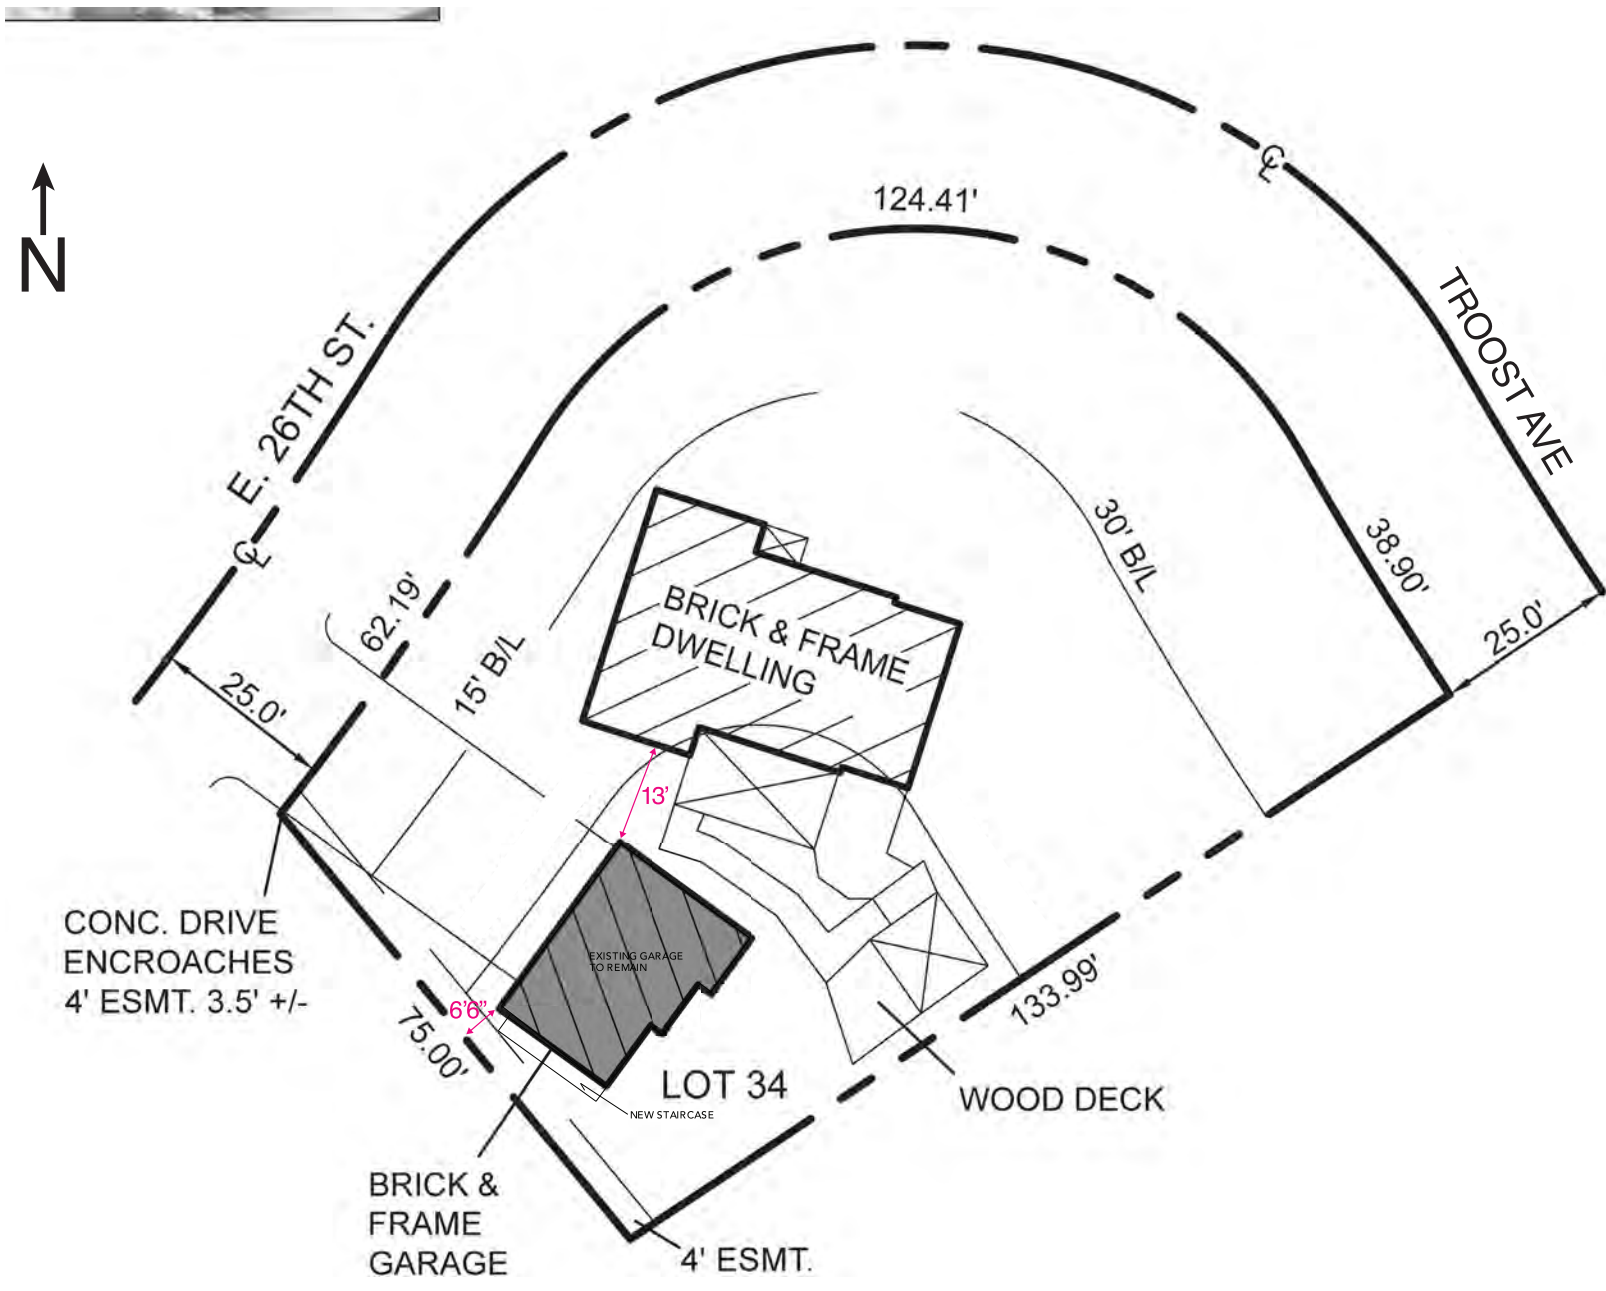 124.41'
℄
N
TROOST AVE
E. 26TH ST.
℄
30' B/L
38.90'
62.19'
BRICK & FRAME
DWELLING
25.0'
15' B/L
25.0'
13'
CONC. DRIVE
ENCROACHES
4' ESMT. 3.5' +/-
EXISTING GARAGE
TO REMAIN
6'6"
75.00'
133.99'
LOT 34
NEW STAIRCASE
WOOD DECK
BRICK &
FRAME
GARAGE
4' ESMT.